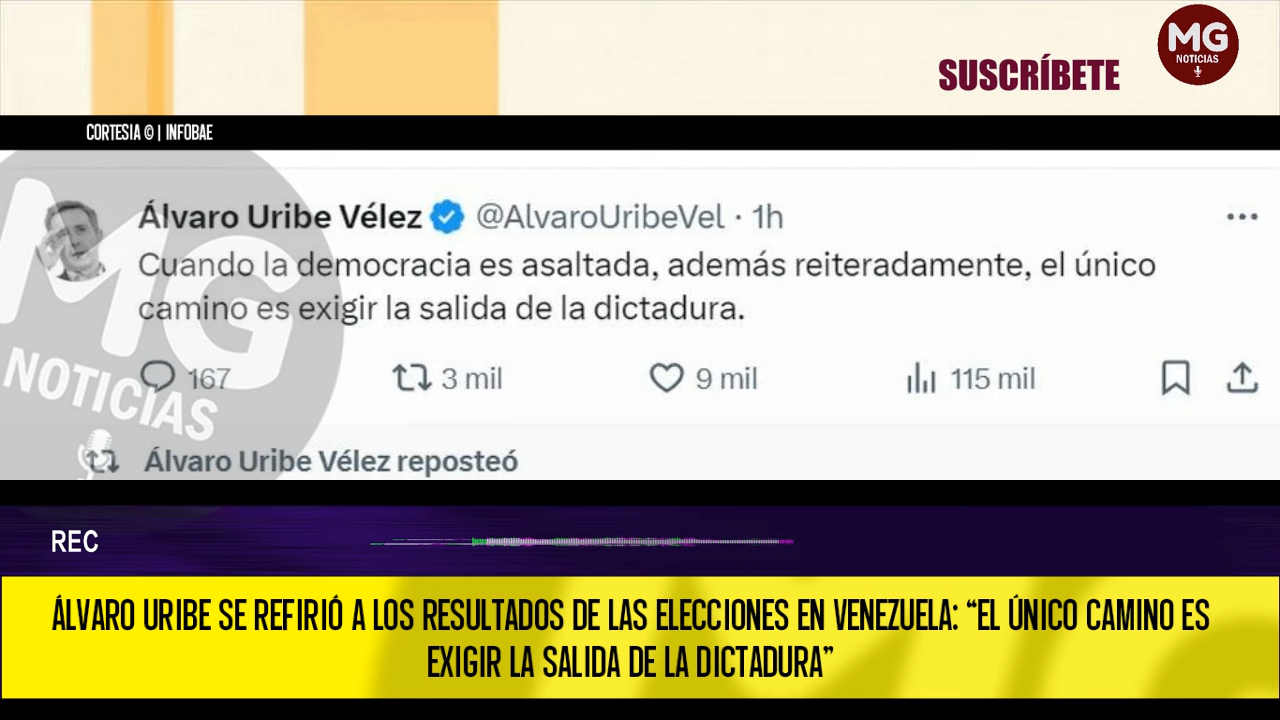 MG
NOTICIAS
SUSCRÍBETE
CORTESIA © | INFOBAE
Álvaro Uribe Vélez @AlvaroUribeVel · 1h
Cuando la democracia es asaltada, además reiteradamente, el único
camino es exigir la salida de la dictadura.
167 3 mil 9 mil 115 mil
MG
NOTICIAS
Álvaro Uribe Vélez reposteó
REC
ÁLVARO URIBE SE REFIRIÓ A LOS RESULTADOS DE LAS ELECCIONES EN VENEZUELA: “EL ÚNICO CAMINO ES
EXIGIR LA SALIDA DE LA DICTADURA”